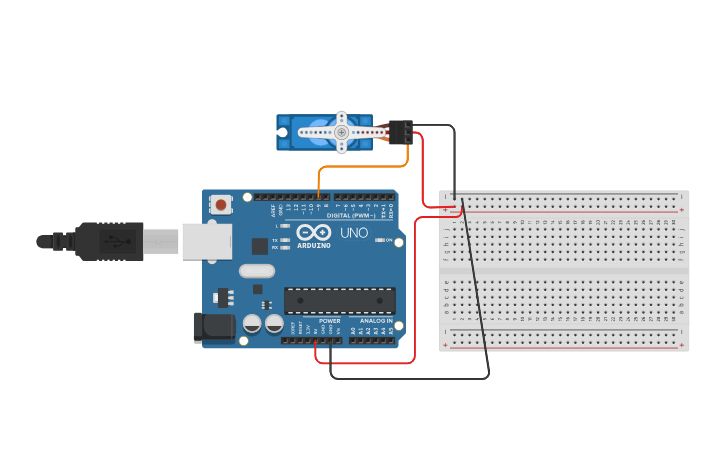 AREF
GND
13
12
~11
~10
~9
8
7
~6
~5
4
~3
2
TX→1
RX←0
DIGITAL (PWM~)
L
TX
RX
UNO
ARDUINO
ON
POWER
ANALOG IN
IOREF
RESET
3.3V
5V
GND
GND
Vin
A0
A1
A2
A3
A4
A5